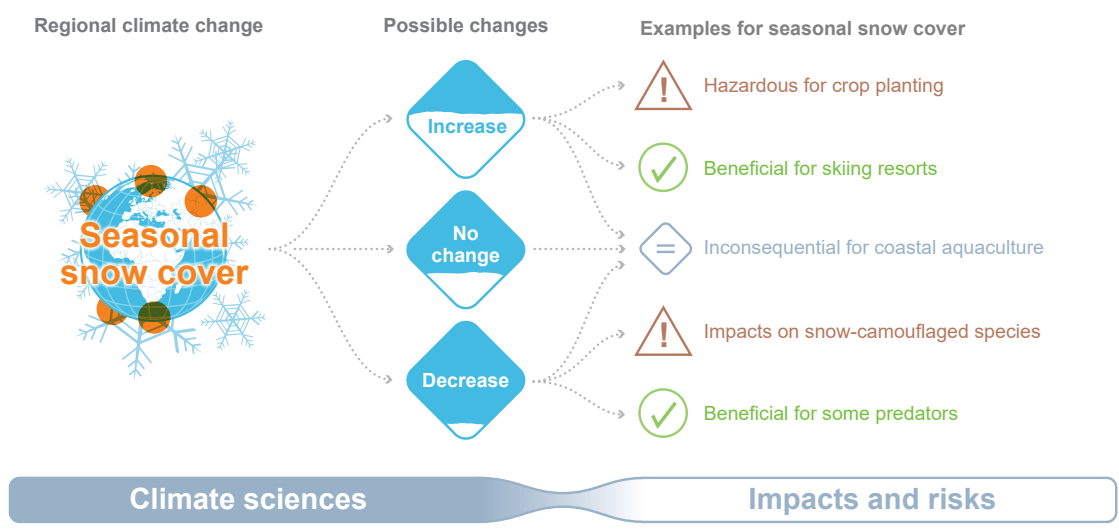 Regional climate change
Possible changes
Examples for seasonal snow cover
Seasonal
snow cover
Increase
No
change
Decrease
!
Hazardous for crop planting
Beneficial for skiing resorts
=
Inconsequential for coastal aquaculture
!
Impacts on snow-camouflaged species
Beneficial for some predators
Climate sciences
Impacts and risks